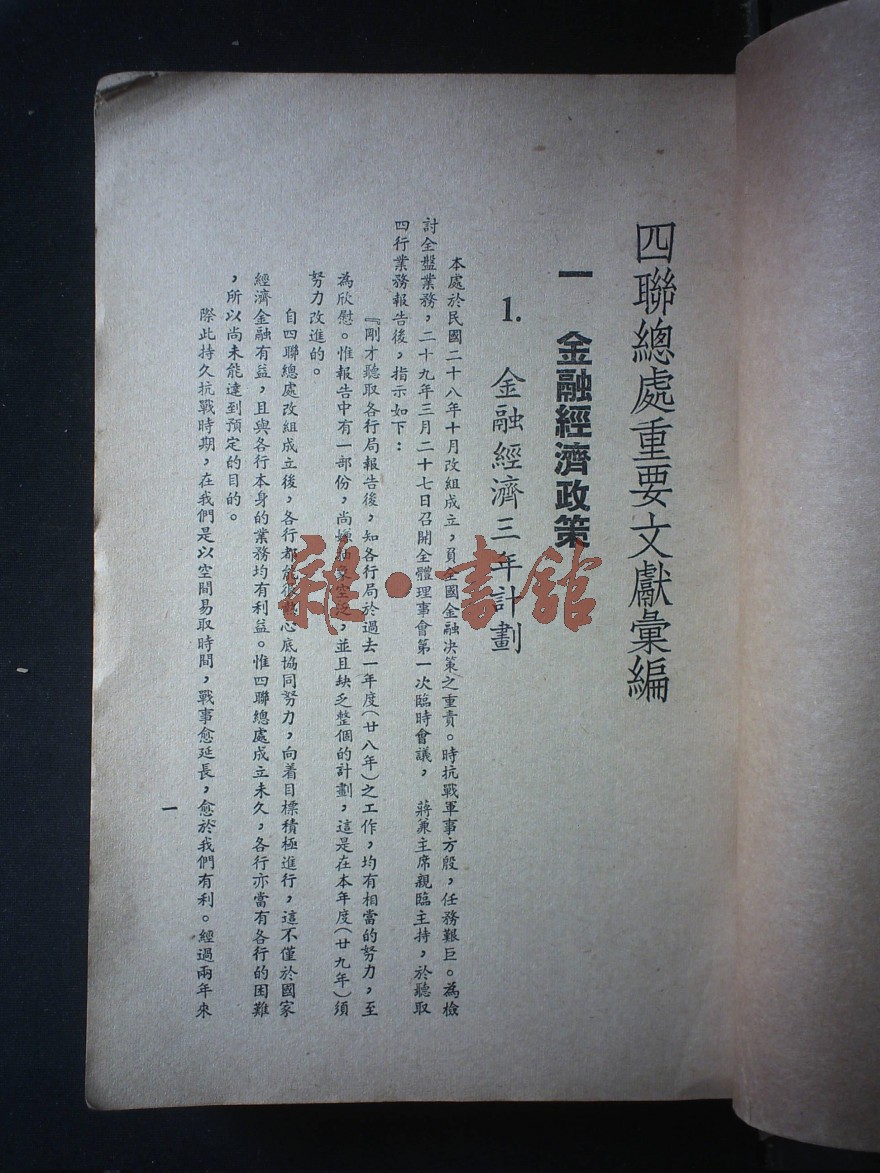 四聯總處重要文獻彙編
一 金融經濟政策
1. 金融經濟三年計劃
本處於民國二十八年十月改組成立，負全國金融決策之重責。時抗戰軍事方殷，任務艱巨。為檢
討全盤業務，二十九年三月二十七日召開全體理事會第一次臨時會議， 蔣兼主席親臨主持，於聽取
四行業務報告後，指示如下：
『剛才聽取各行局報告後，知各行局於過去一年度（廿八年）之工作，均有相當的努力，至
為欣慰。惟報告中有一部份，尚嫌抽象空泛，並且缺乏整個的計劃，這是在本年度（廿九年）須
努力改進的。
自四聯總處改組成立後，各行都能從熱心底協同努力，向着目標積極進行，這不僅於國家
經濟金融有益，且與各行本身的業務均有利益。惟四聯總處成立未久，各行亦當有各行的困難
，所以尚未能達到預定的目的。
際此持久抗戰時期，在我們是以空間易取時間，戰事愈延長，愈於我們有利。經過兩年來
一
雜·書館